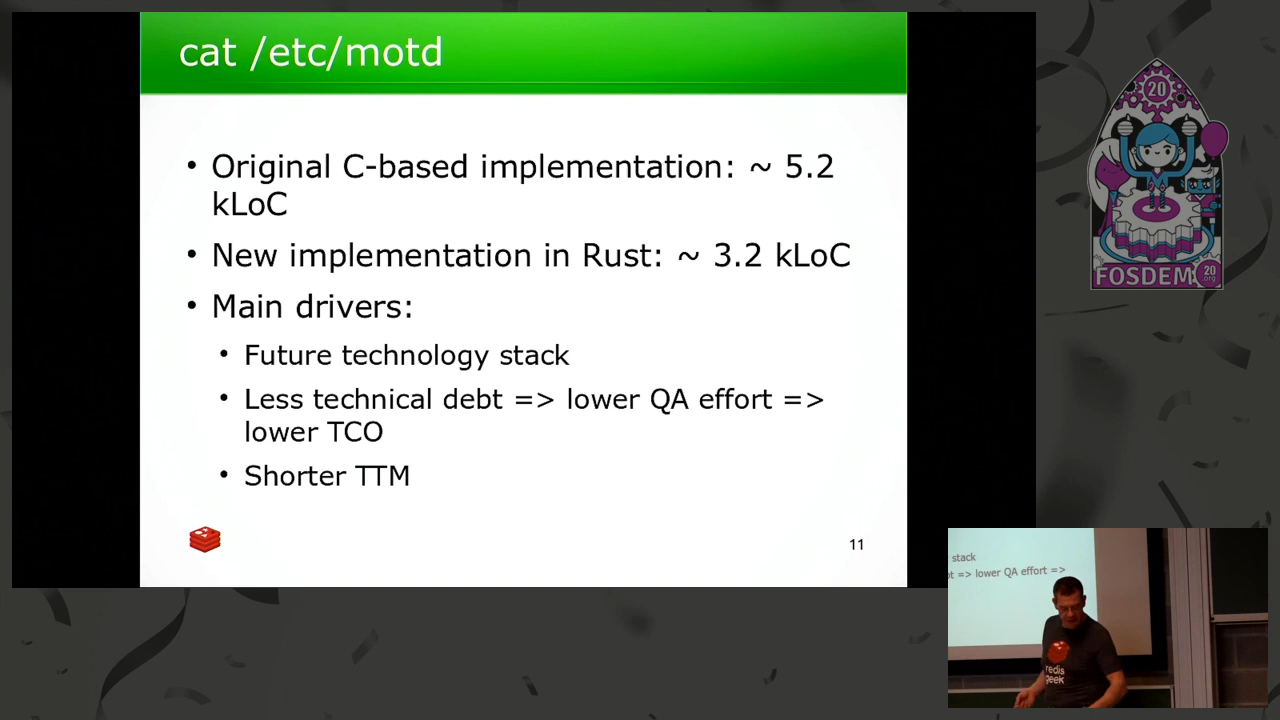 cat /etc/motd
• Original C-based implementation: ~ 5.2
kLoC
• New implementation in Rust: ~ 3.2 kLoC
• Main drivers:
• Future technology stack
• Less technical debt => lower QA effort =>
lower TCO
• Shorter TTM
11
20
FOSDEM
20
.org
stack
bt => lower QA effort =>
redis
geek